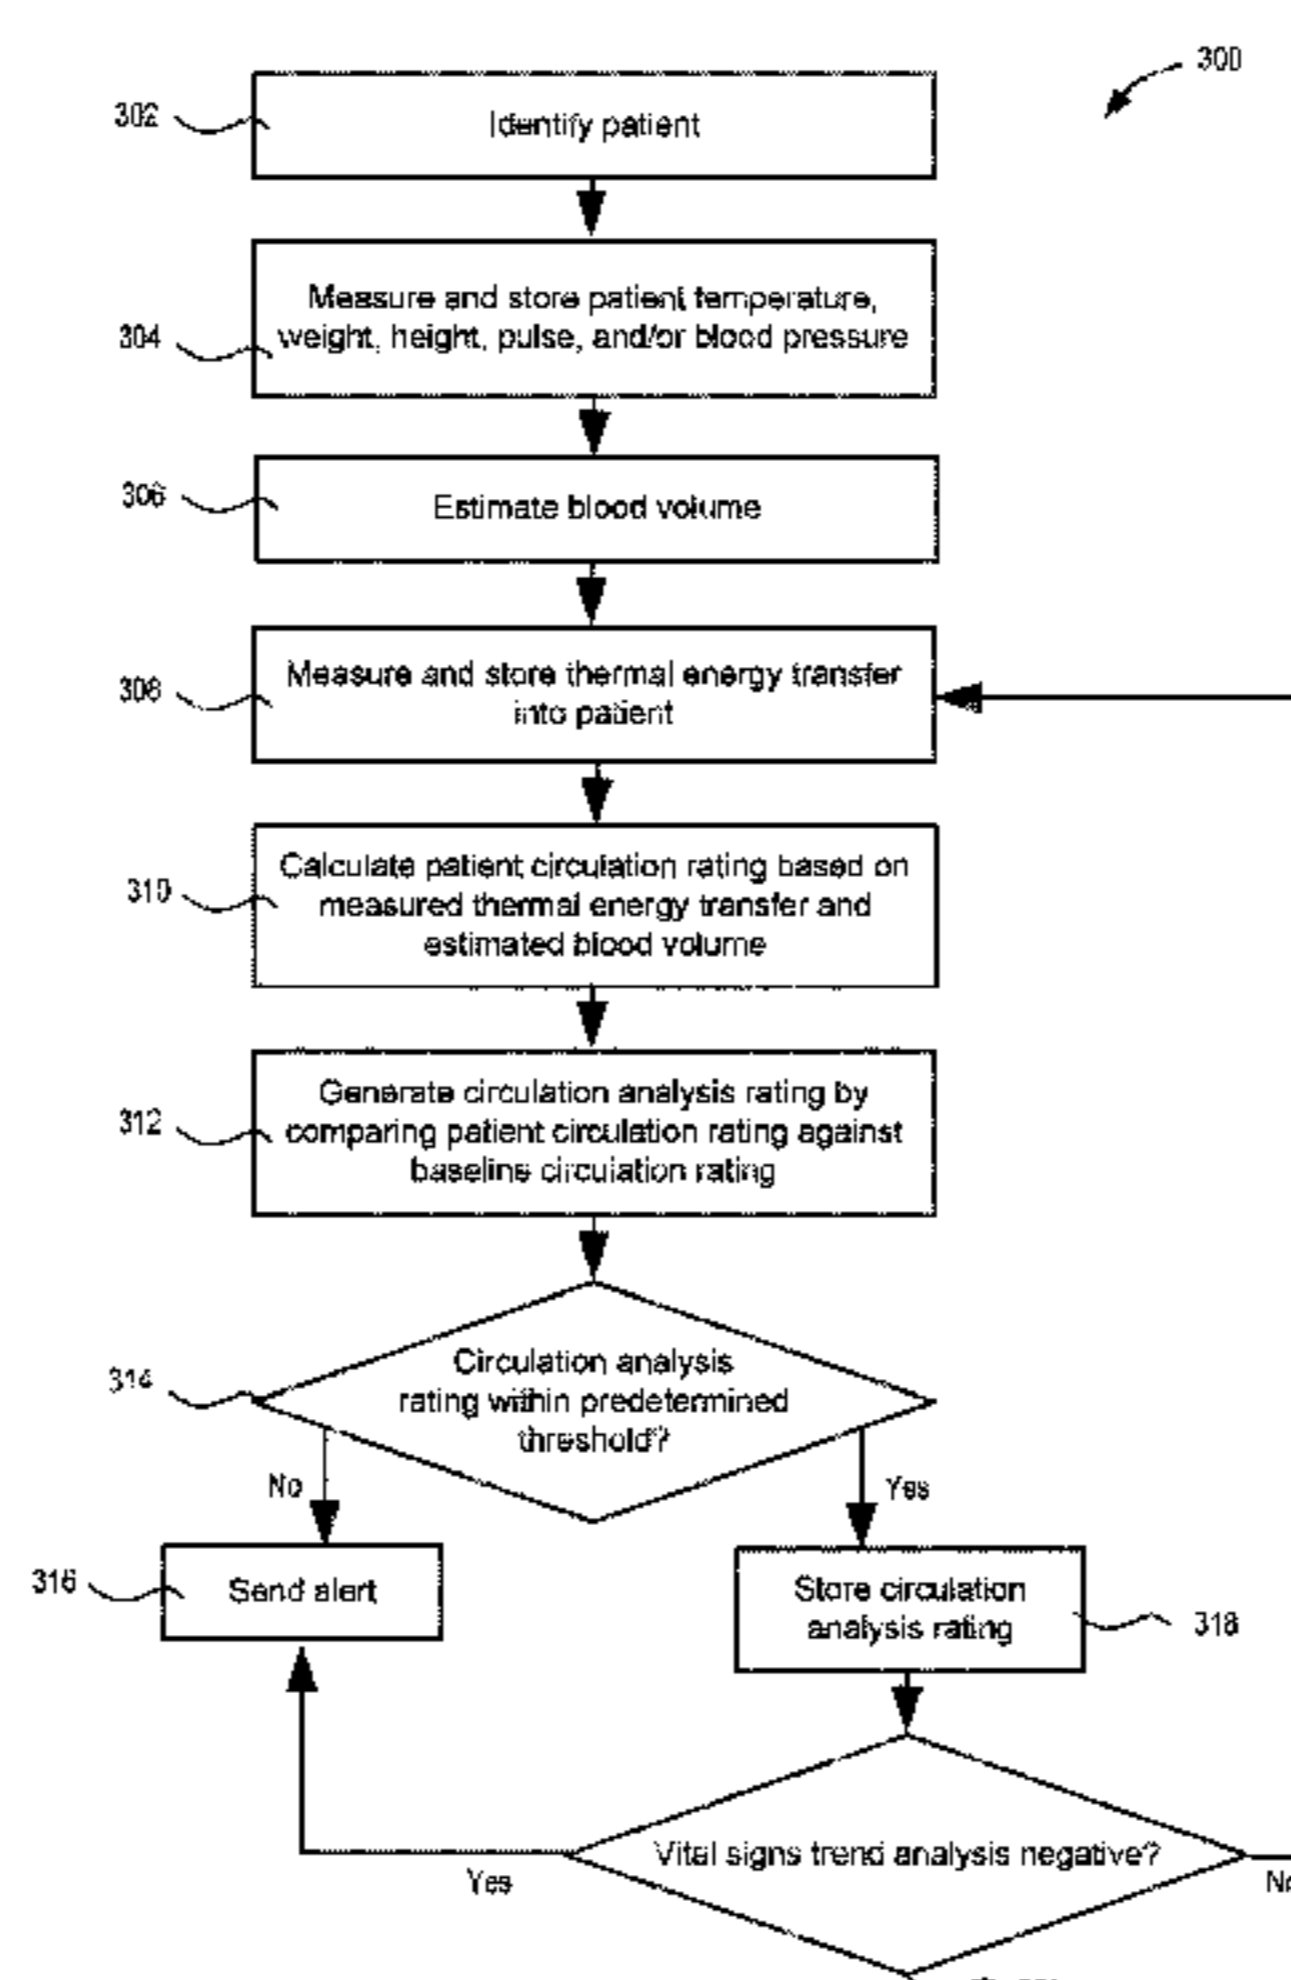 300
302
Identify patient
Measure and store patient temperature,
304
weight, height, pulse, and/or blood pressure
306
Estimate blood volume
308
Measure and store thermal energy transfer
into patient
310
Calculate patient circulation rating based on
measured thermal energy transfer and
estimated blood volume
312
Generate circulation analysis rating by
comparing patient circulation rating against
baseline circulation rating
314
Circulation analysis
rating within predetermined
threshold?
No
Yes
316
Send alert
Store circulation
analysis rating
318
Vital signs trend analysis negative?
Yes
No